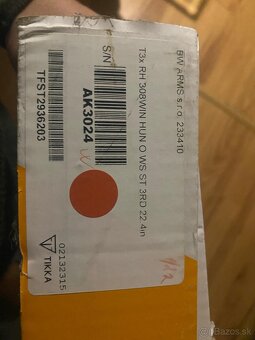 BW ARMS s.r.o. 233410
T3x RH 308WIN HUN O WS ST 3RD 22.4in
S/N
AK3024
TFST2936203
02132315
TIKKA
bazos.sk